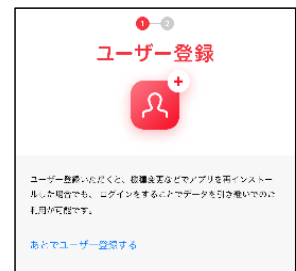 1 2
ユーザー登録
ユーザー登録いただくと、機種変更などでアプリを再インストー
ルした場合でも、ログインをすることでデータを引き継いでのご
利用が可能です。
あとでユーザー登録する